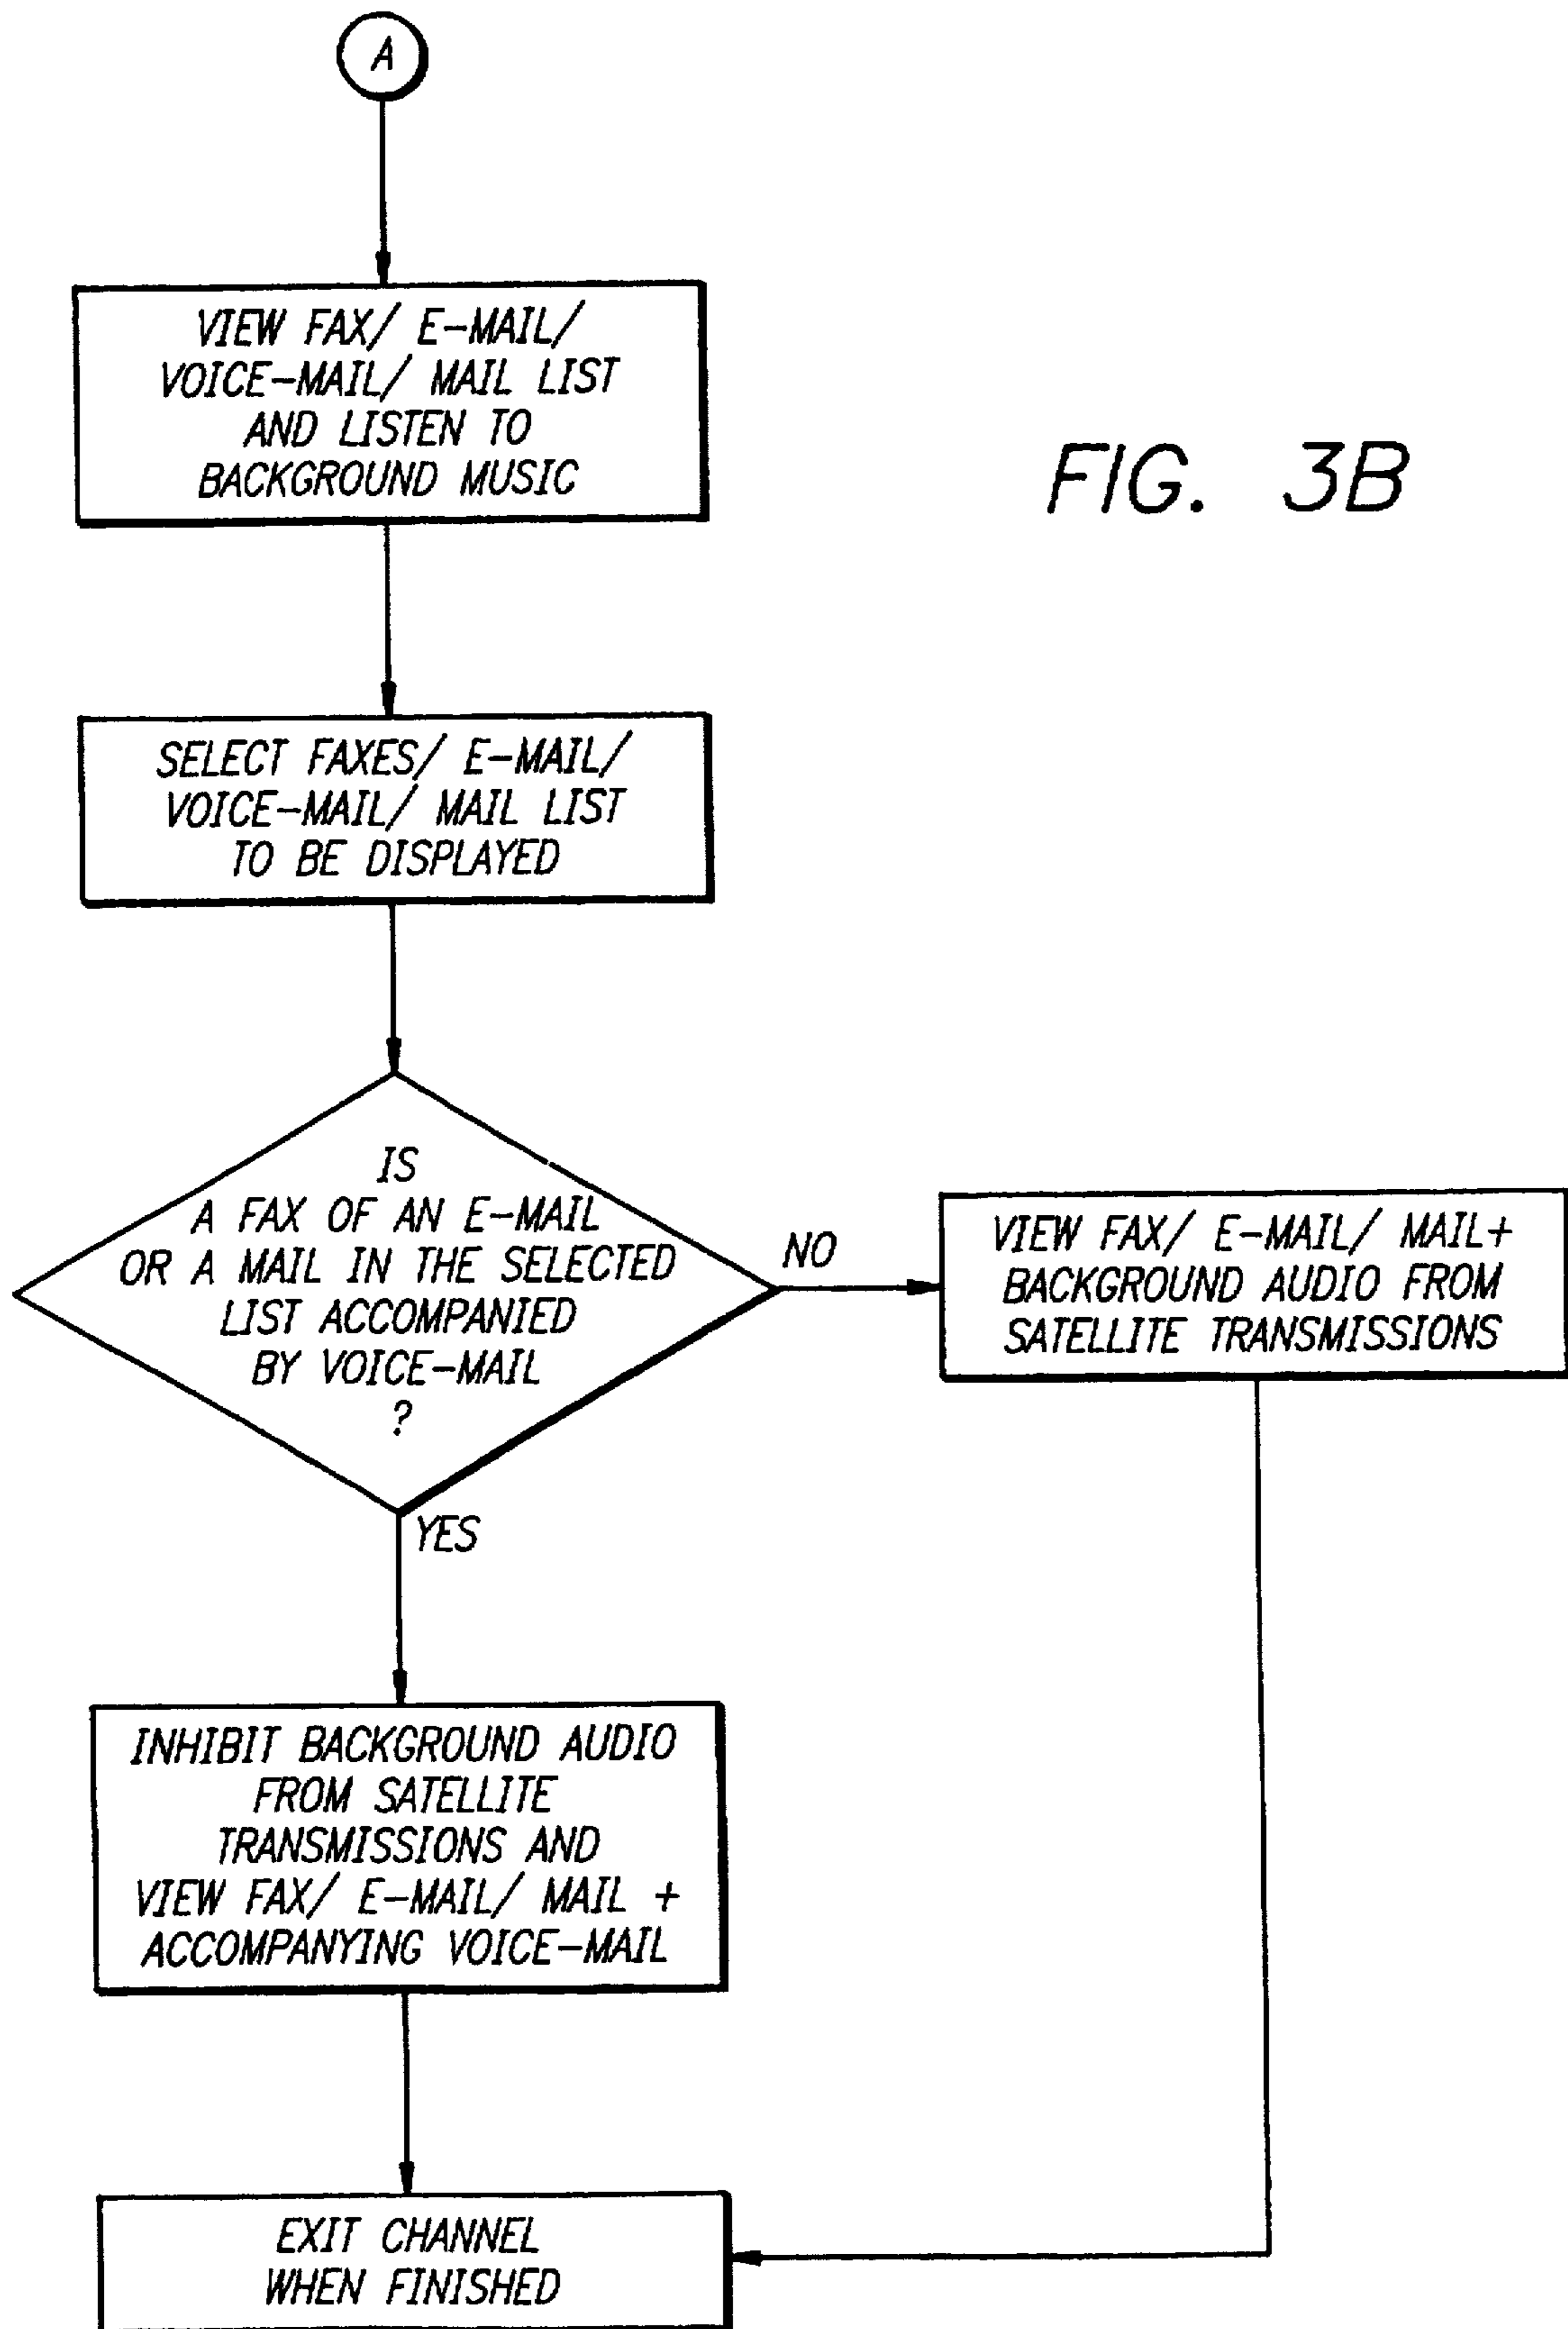 A
VIEW FAX/ E-MAIL/
VOICE-MAIL/ MAIL LIST
AND LISTEN TO
BACKGROUND MUSIC
FIG. 3B
SELECT FAXES/ E-MAIL/
VOICE-MAIL/ MAIL LIST
TO BE DISPLAYED
IS
A FAX OF AN E-MAIL
OR A MAIL IN THE SELECTED
LIST ACCOMPANIED
BY VOICE-MAIL
?
NO
VIEW FAX/ E-MAIL/ MAIL+
BACKGROUND AUDIO FROM
SATELLITE TRANSMISSIONS
YES
INHIBIT BACKGROUND AUDIO
FROM SATELLITE
TRANSMISSIONS AND
VIEW FAX/ E-MAIL/ MAIL +
ACCOMPANYING VOICE-MAIL
EXIT CHANNEL
WHEN FINISHED